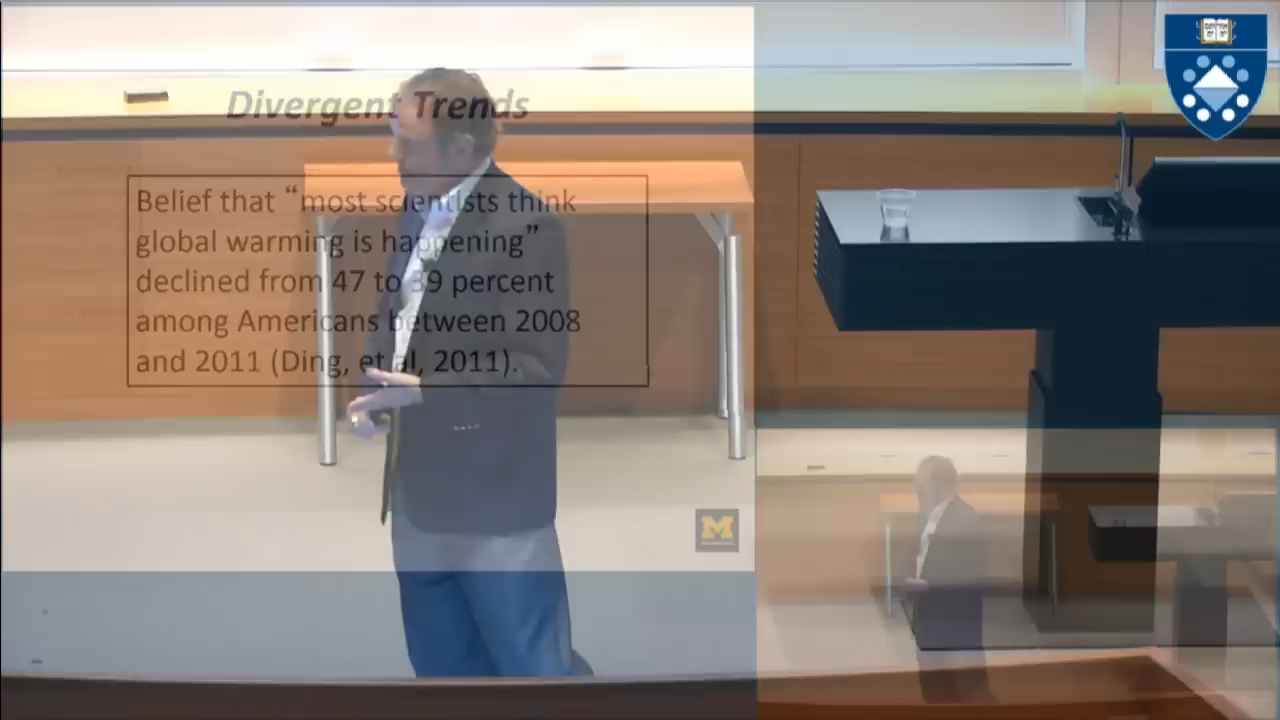 Divergent Trends
Belief that “most scientists think
global warming is happening”
declined from 47 to 39 percent
among Americans between 2008
and 2011 (Ding, et al, 2011).
M